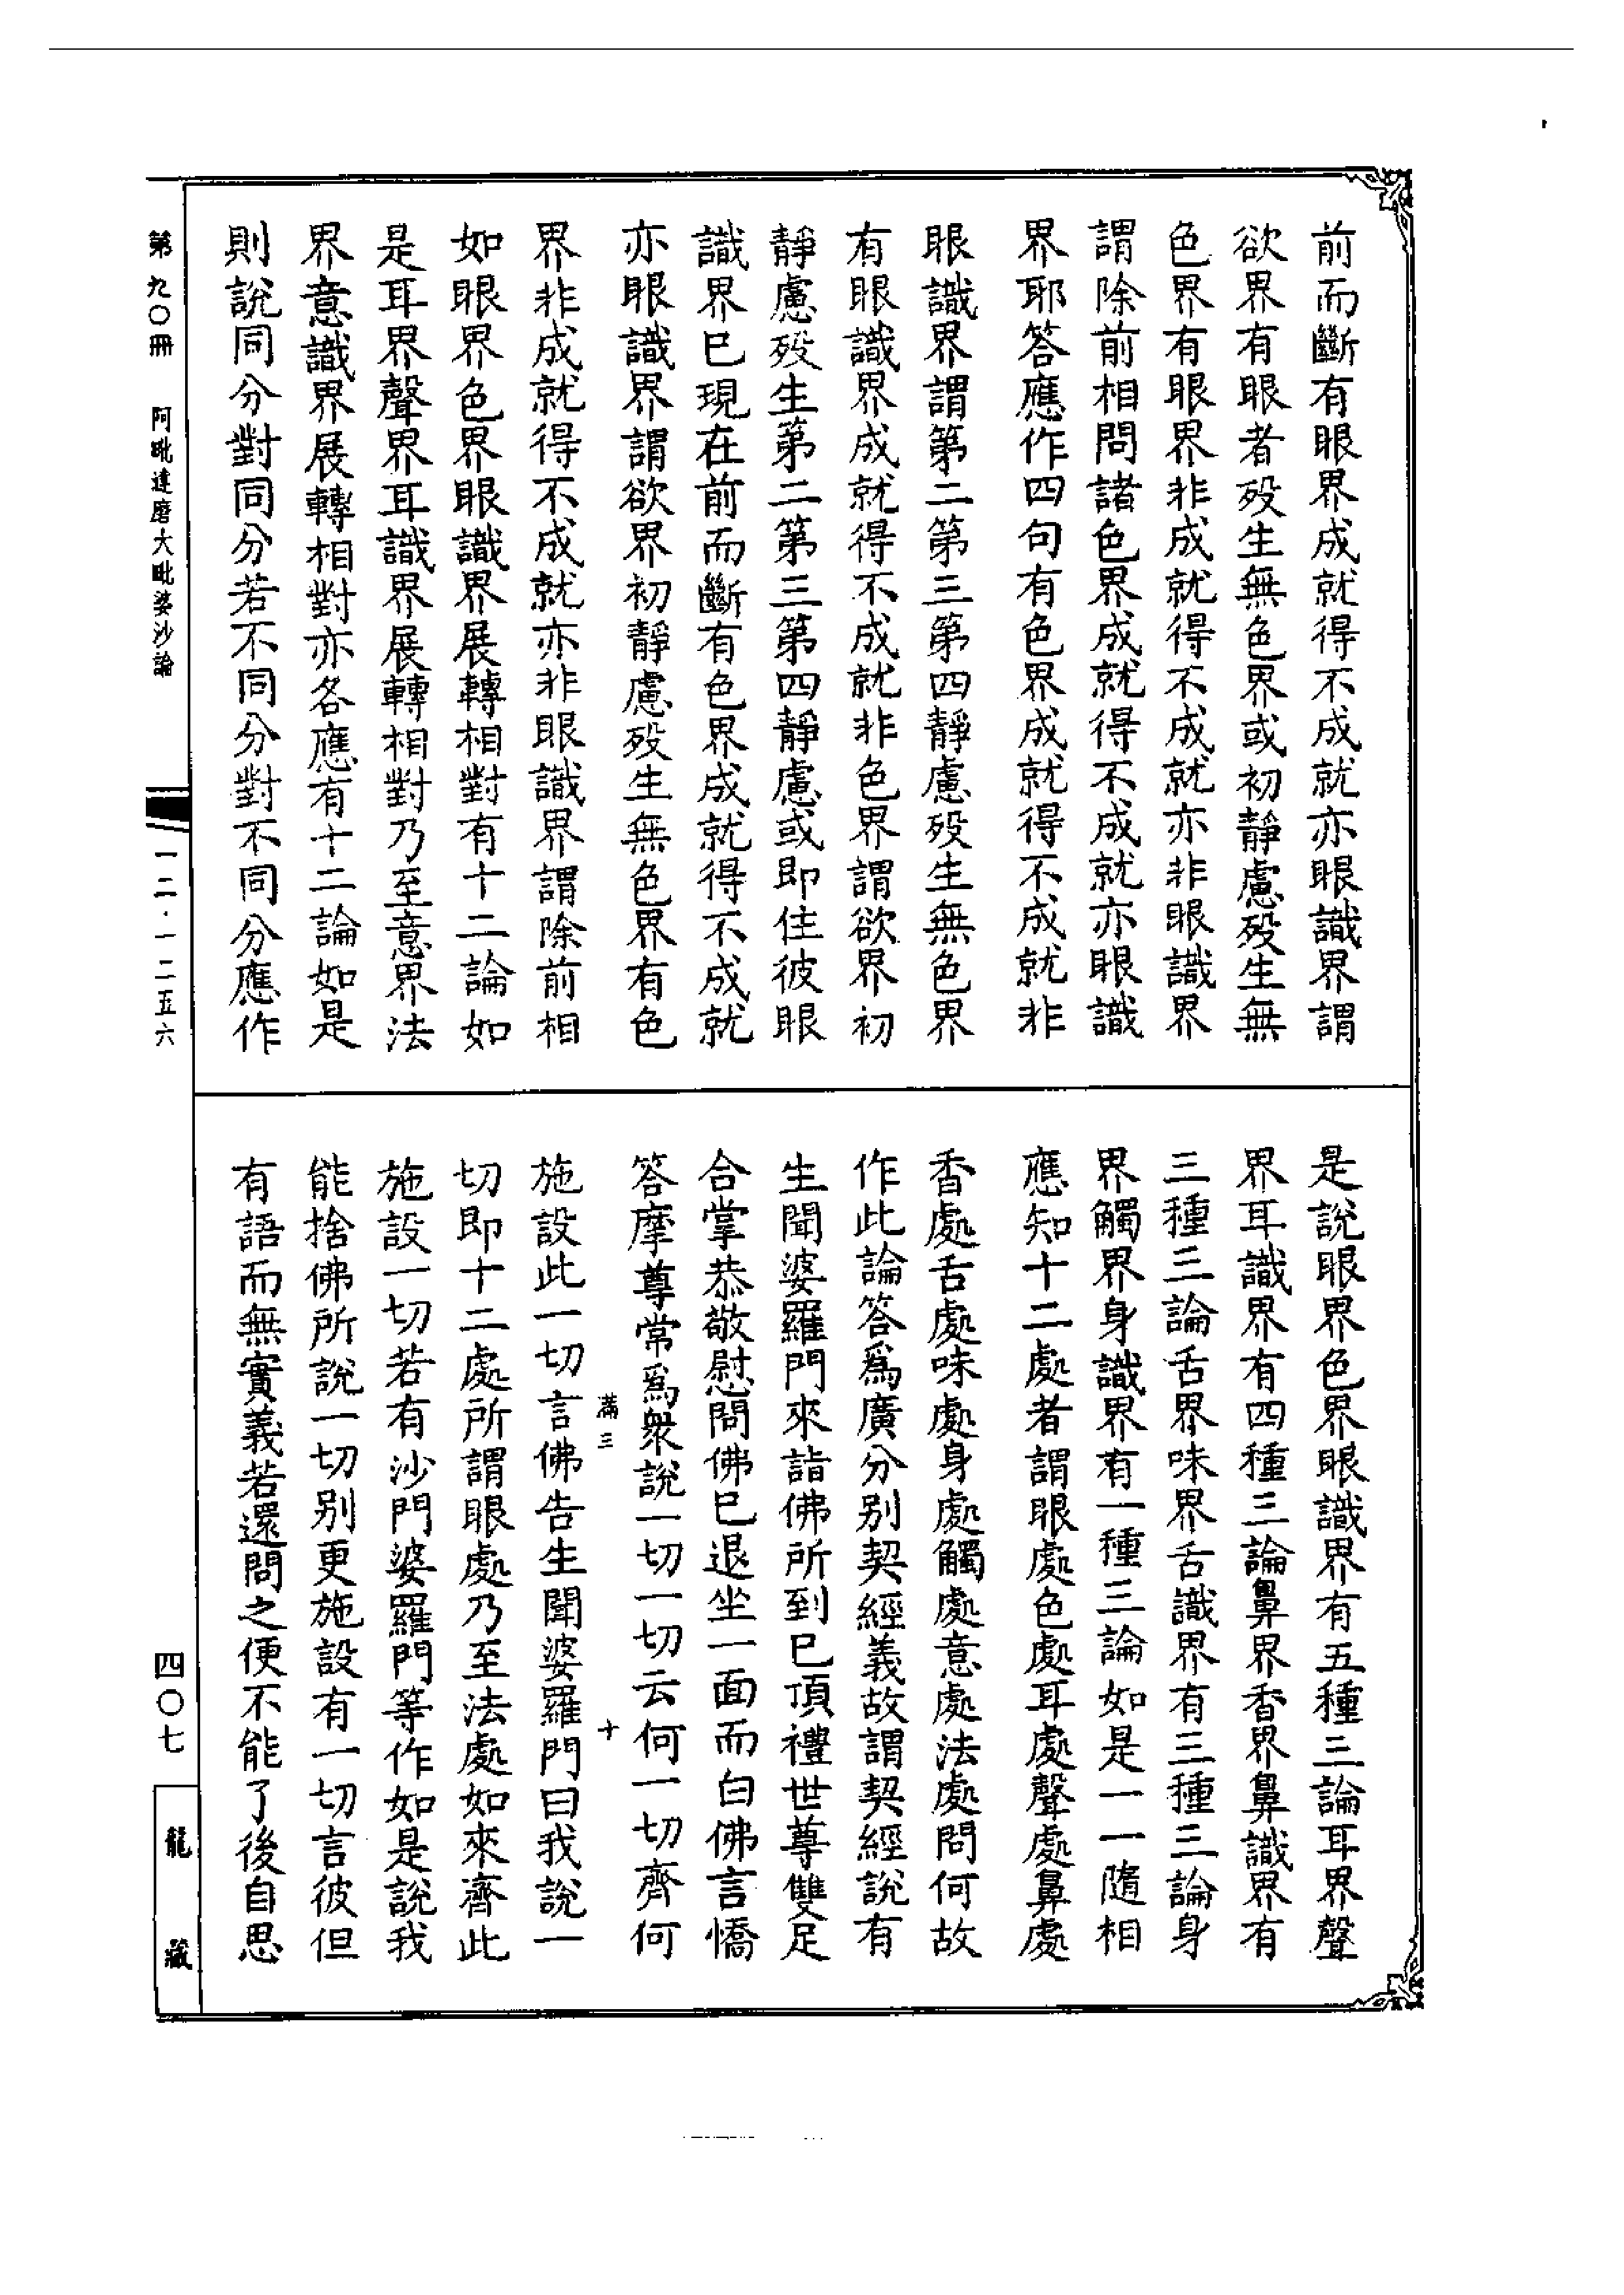 前而斷有眼界成就得不成就亦眼識界謂
欲界有眼者歿生無色界或初靜慮歿生無
色界有眼界非成就得不成就亦非眼識界
謂除前相問諸色界成就得不成就亦眼識
界耶答應作四句有色界成就得不成就非
眼識界謂第二第三第四靜慮歿生無色界
有眼識界成就得不成就非色界謂欲界初
靜慮歿生第二第三第四靜慮或即住彼眼
識界已現在前而斷有色界成就得不成就
亦眼識界謂欲界初靜慮歿生無色界有色
界非成就得不成就亦非眼識界謂除前相
如眼界色界眼識界展轉相對有十二論如
是耳界聲界耳識界展轉相對乃至意界法
界意識界展轉相對亦各應有十二論如是
則說同分對同分若不同分對不同分應作
是說眼界色界眼識界有五種三論耳界聲
界耳識界有四種三論鼻界香界鼻識界有
三種三論舌界味界舌識界有三種三論身
界觸界身識界有一種三論如是一一隨相
應知十二處者謂眼處色處耳處聲處鼻處
香處舌處味處身處觸處意處法處問何故
作此論答為廣分別契經義故謂契經說有
生聞婆羅門來詣佛所到已頂禮世尊雙足
合掌恭敬慰問佛已退坐一面而白佛言憍
答摩尊常為衆說一切一切云何一切齊何
滿三 十
施設此一切言佛告生聞婆羅門曰我說一
切即十二處所謂眼處乃至法處如來齊此
施設一切若有沙門婆羅門等作如是說我
能捨佛所說一切別更施設有一切言彼但
有語而無實義若還問之便不能了後自思
第九〇冊 阿毗達磨大毗婆沙論
一二·一二五六
四〇七
龍藏